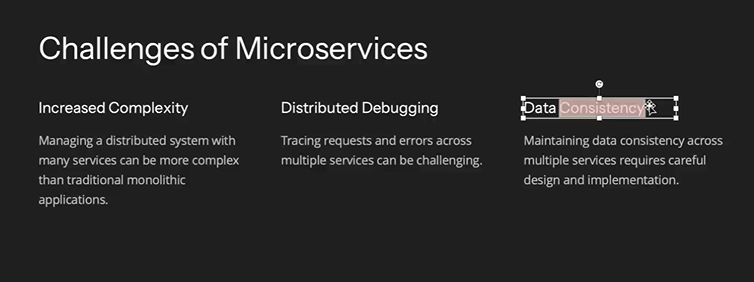 Challenges of Microservices
Increased Complexity
Managing a distributed system with
many services can be more complex
than traditional monolithic
applications.
Distributed Debugging
Tracing requests and errors across
multiple services can be challenging.
Data Consistency
Maintaining data consistency across
multiple services requires careful
design and implementation.